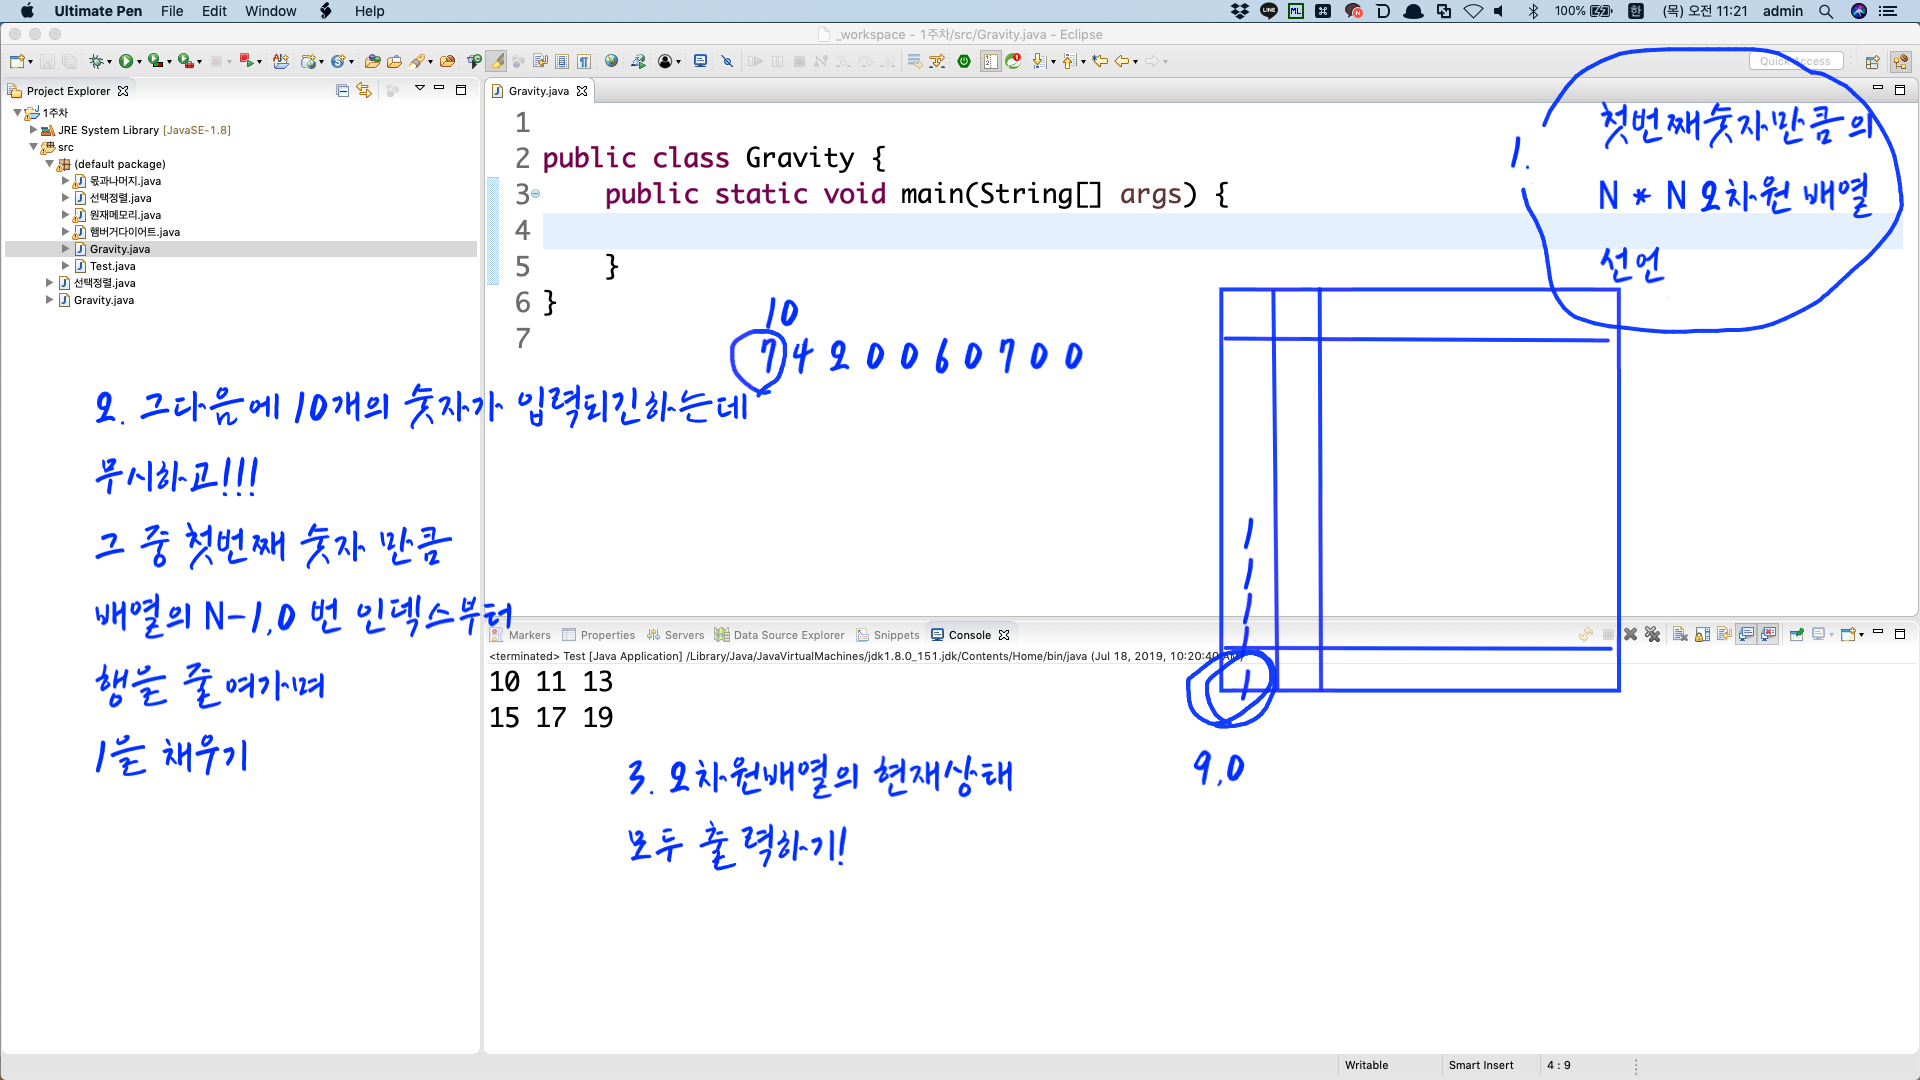 Ultimate Pen File Edit Window Help
100% 한 (목) 오전 11:21 admin
_workspace - 1주차/src/Gravity.java - Eclipse
Quick Access
Project Explorer
1주차
JRE System Library [JavaSE-1.8]
src
(default package)
몫과나머지.java
선택정렬.java
원재메모리.java
햄버거다이어트.java
Gravity.java
Test.java
선택정렬.java
Gravity.java
Gravity.java
1
2 public class Gravity {
3 public static void main(String[] args) {
4
5 }
6 }
7
1. 첫번째숫자만큼의
N * N 2차원 배열
선언
10
7 4 2 0 0 6 0 7 0 0
2. 그다음에 10개의 숫자가 입력되긴하는데
무시하고!!!
그 중 첫번째 숫자 만큼
배열의 N-1,0 번 인덱스부터
행을 줄여가며
1을 채우기
1
1
1
1
1
9,0
Markers Properties Servers Data Source Explorer Snippets Console
<terminated> Test [Java Application] /Library/Java/JavaVirtualMachines/jdk1.8.0_151.jdk/Contents/Home/bin/java (Jul 18, 2019, 10:20:40 AM)
10 11 13
15 17 19
3. 2차원배열의 현재상태
모두 출력하기!
Writable Smart Insert 4 : 9